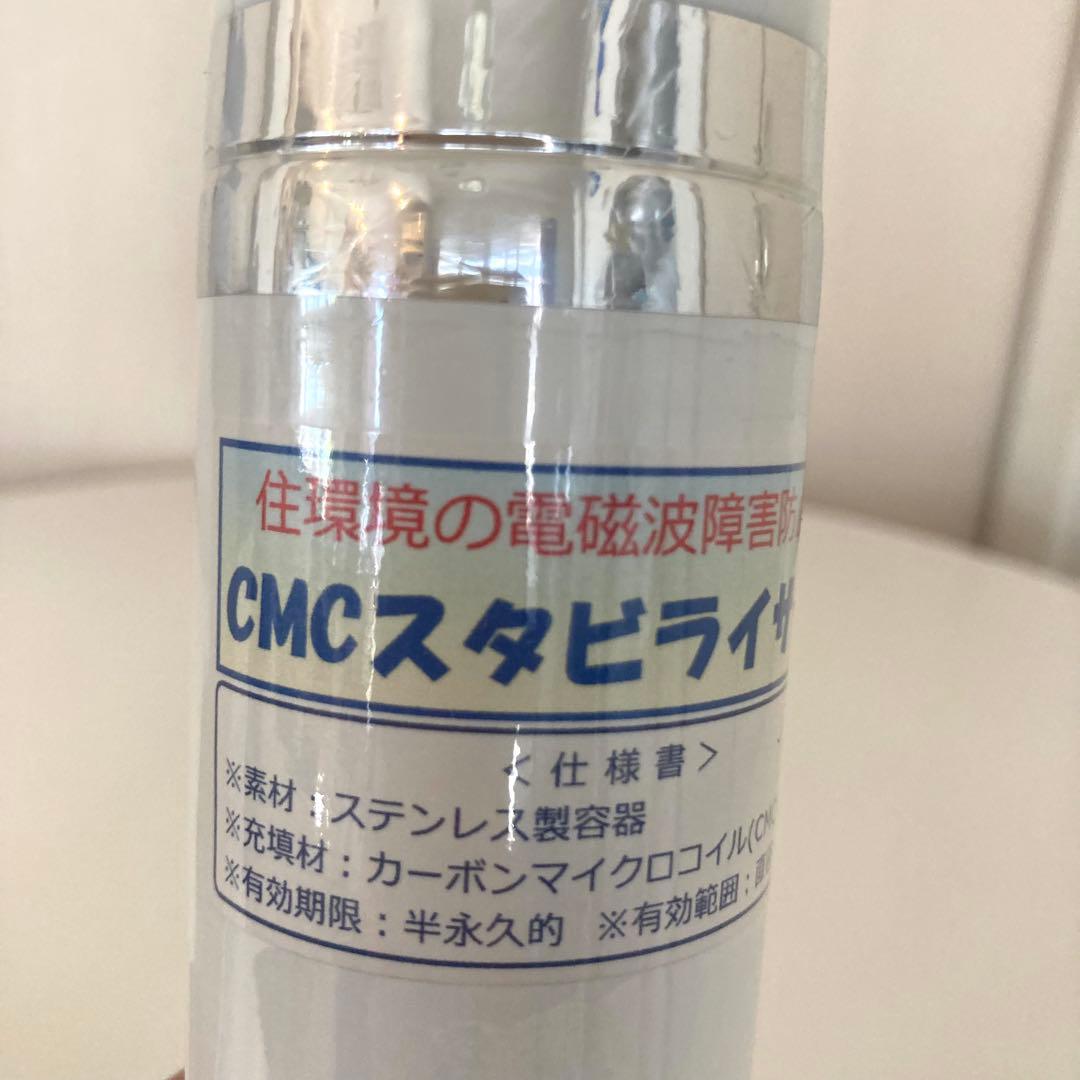 住環境の電磁波障害防
CMCスタビライザ
＜仕様書＞
※素材：ステンレス製容器
※充填材：カーボンマイクロコイル(CMC
※有効期限：半永久的 ※有効範囲：直